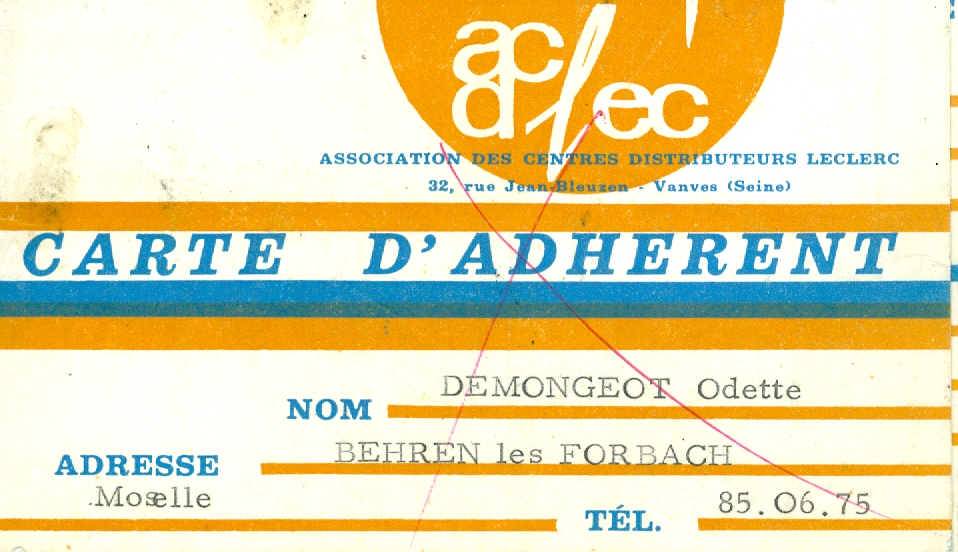 ac
d lec
ASSOCIATION DES CENTRES DISTRIBUTEURS LECLERC
32, rue Jean-Bleuzen - Vanves (Seine)
CARTE D'ADHERENT
DEMONGEOT Odette
NOM
BEHREN les FORBACH
ADRESSE
Moselle
85.06.75
TÉL.